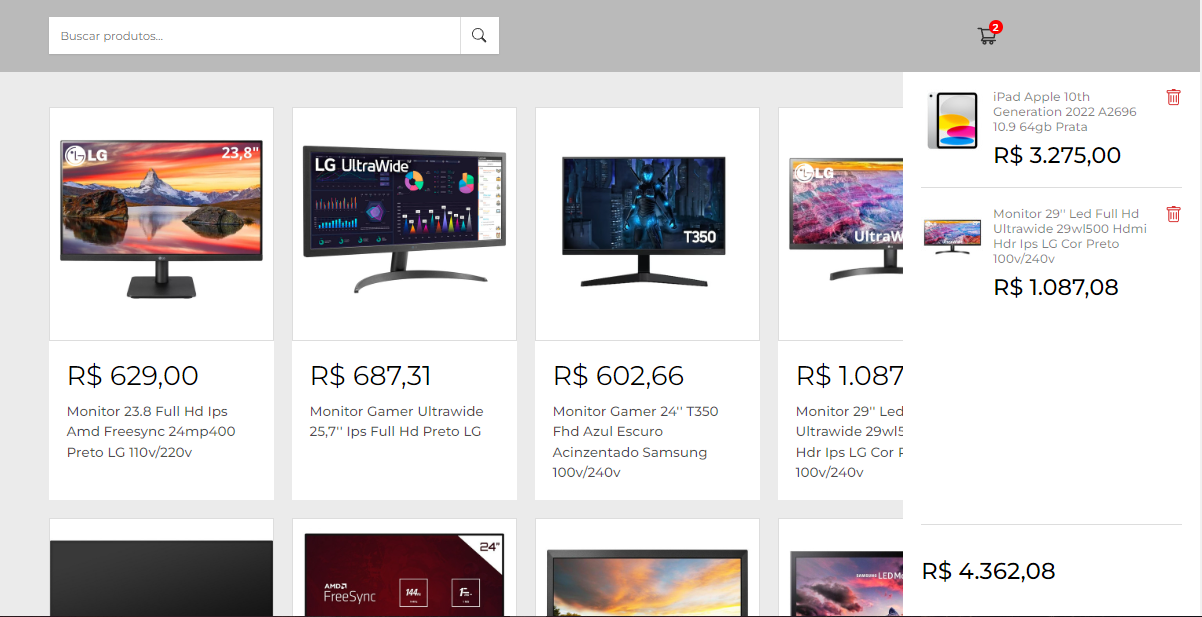 Buscar produtos...
2
LG
23,8"
R$ 629,00
Monitor 23.8 Full Hd Ips
Amd Freesync 24mp400
Preto LG 110v/220v
LG UltraWide
R$ 687,31
Monitor Gamer Ultrawide
25,7'' Ips Full Hd Preto LG
T350
R$ 602,66
Monitor Gamer 24'' T350
Fhd Azul Escuro
Acinzentado Samsung
100v/240v
LG
UltraW
R$ 1.087
Monitor 29'' Led
Ultrawide 29wl5
Hdr Ips LG Cor P
100v/240v
iPad Apple 10th
Generation 2022 A2696
10.9 64gb Prata
R$ 3.275,00
Monitor 29'' Led Full Hd
Ultrawide 29wl500 Hdmi
Hdr Ips LG Cor Preto
100v/240v
R$ 1.087,08
R$ 4.362,08
24"
AMD
FreeSync
144Hz
SAMSUNG LED Mo